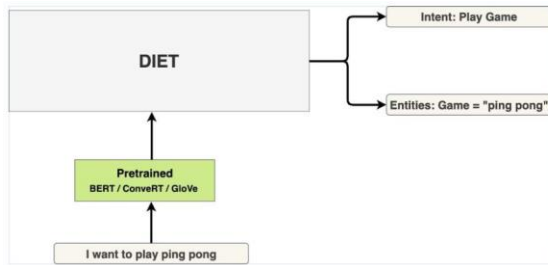 Intent: Play Game
DIET
Entities: Game = "ping pong"
Pretrained
BERT / ConveRT / GloVe
I want to play ping pong